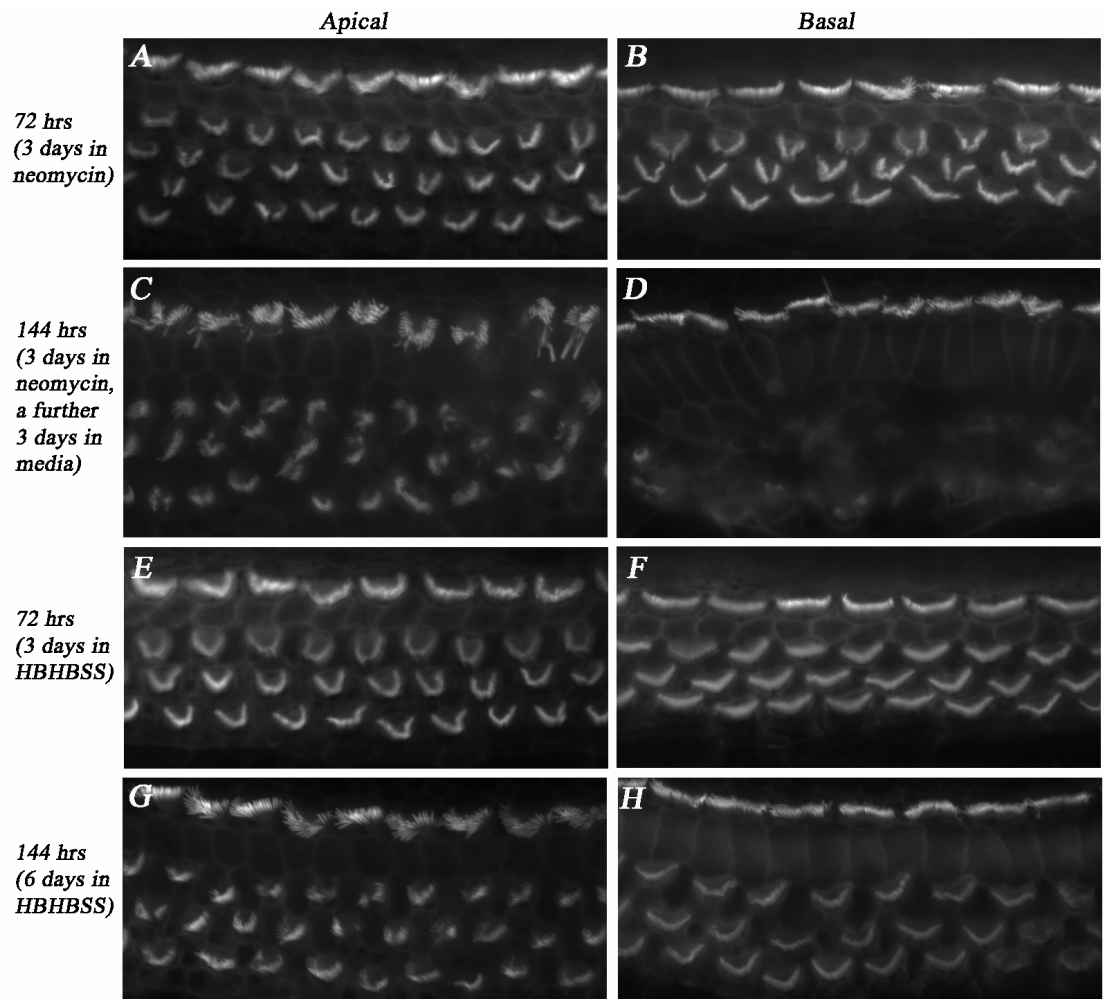 Apical
Basal
A
B
72 hrs
(3 days in
neomycin)
C
D
144 hrs
(3 days in
neomycin,
a further
3 days in
media)
E
F
72 hrs
(3 days in
HBHBSS)
G
H
144 hrs
(6 days in
HBHBSS)